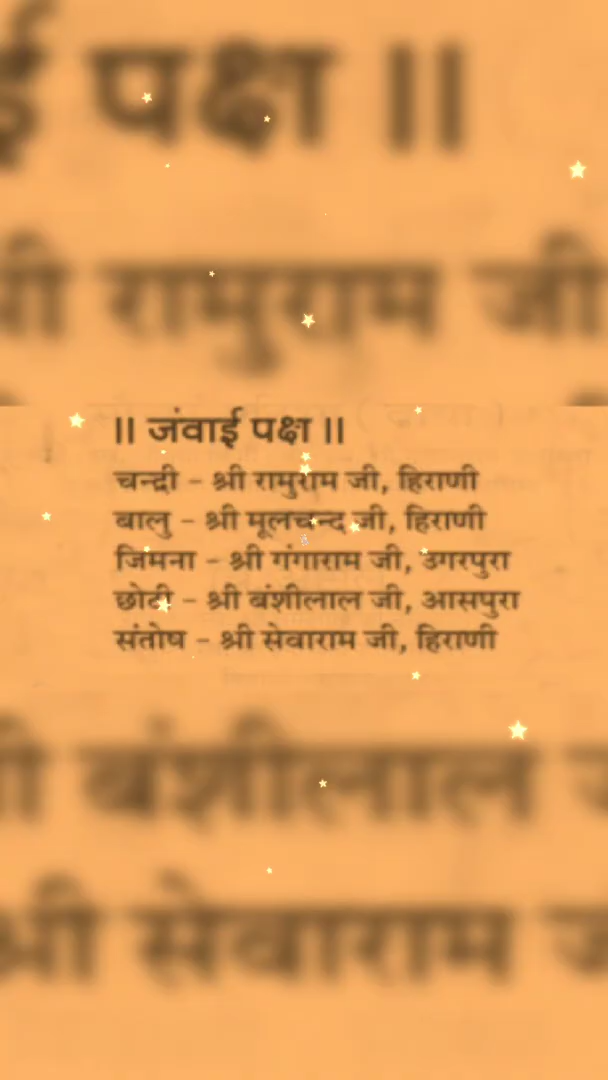 ॥ जंवाई पक्ष ॥
चन्द्री - श्री रामुराम जी, हिराणी
बालु - श्री मूलचन्द जी, हिराणी
जिमना - श्री गंगाराम जी, उगरपुरा
छोटी - श्री बंशीलाल जी, आसपुरा
संतोष - श्री सेवाराम जी, हिराणी